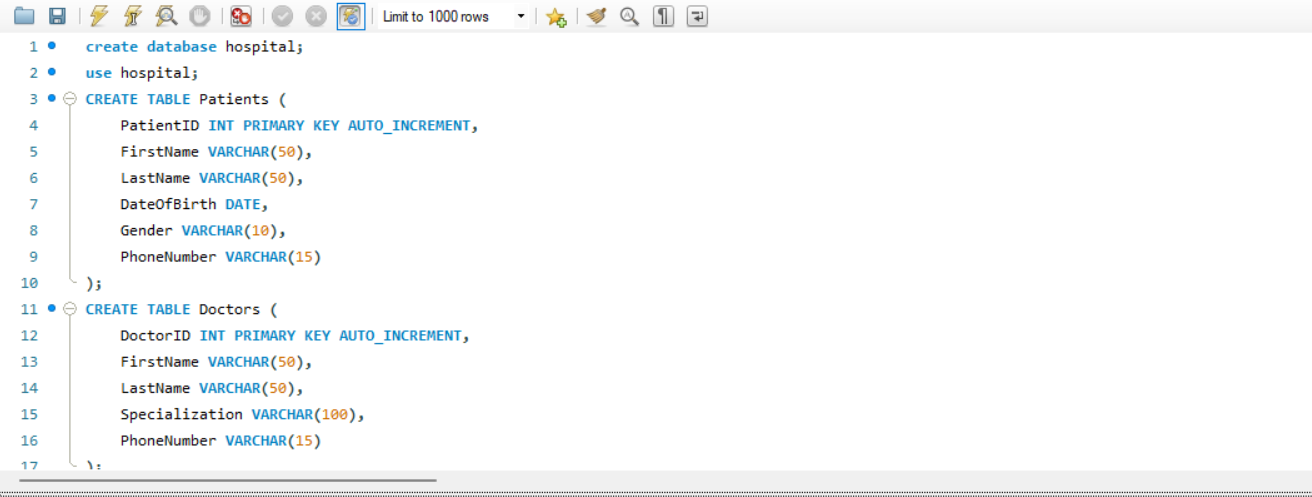 Limit to 1000 rows
1 create database hospital;
2 use hospital;
3 CREATE TABLE Patients (
4 PatientID INT PRIMARY KEY AUTO_INCREMENT,
5 FirstName VARCHAR(50),
6 LastName VARCHAR(50),
7 DateOfBirth DATE,
8 Gender VARCHAR(10),
9 PhoneNumber VARCHAR(15)
10 );
11 CREATE TABLE Doctors (
12 DoctorID INT PRIMARY KEY AUTO_INCREMENT,
13 FirstName VARCHAR(50),
14 LastName VARCHAR(50),
15 Specialization VARCHAR(100),
16 PhoneNumber VARCHAR(15)
17 );